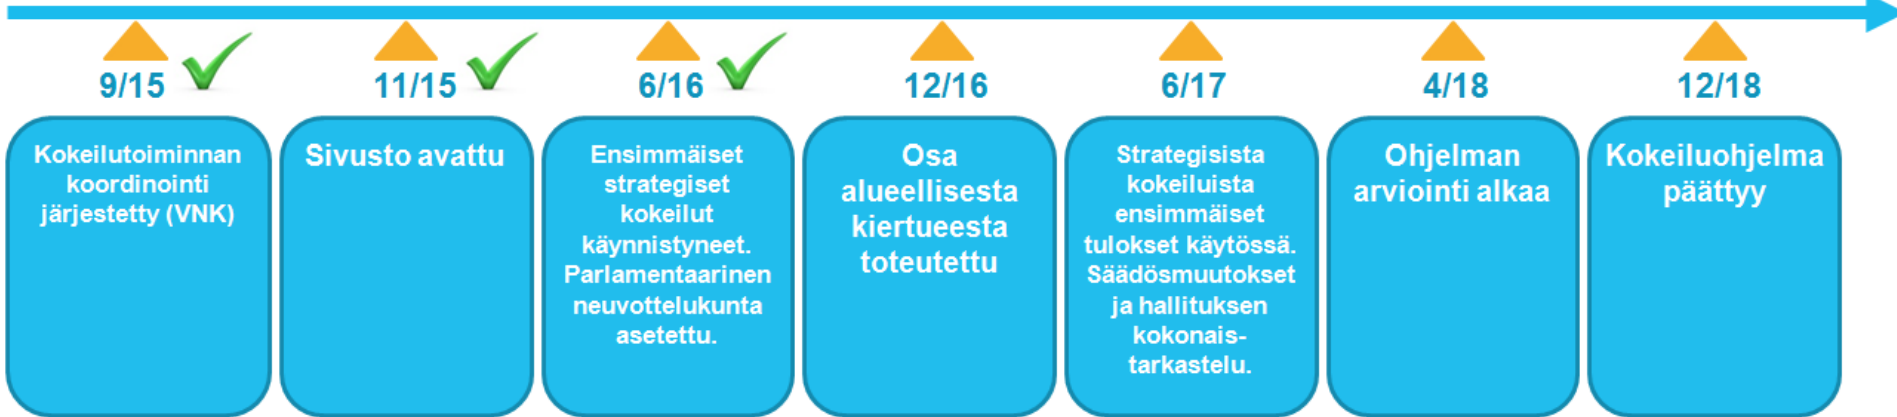 9/15
11/15
6/16
12/16
6/17
4/18
12/18
Kokeilutoiminnan
koordinointi
järjestetty (VNK)
Sivusto avattu
Ensimmäiset
strategiset
kokeilut
käynnistyneet.
Parlamentaarinen
neuvottelukunta
asetettu.
Osa
alueellisesta
kiertueesta
toteutettu
Strategisista
kokeiluista
ensimmäiset
tulokset käytössä.
Säädösmuutokset
ja hallituksen
kokonais-
tarkastelu.
Ohjelman
arviointi alkaa
Kokeiluohjelma
päättyy